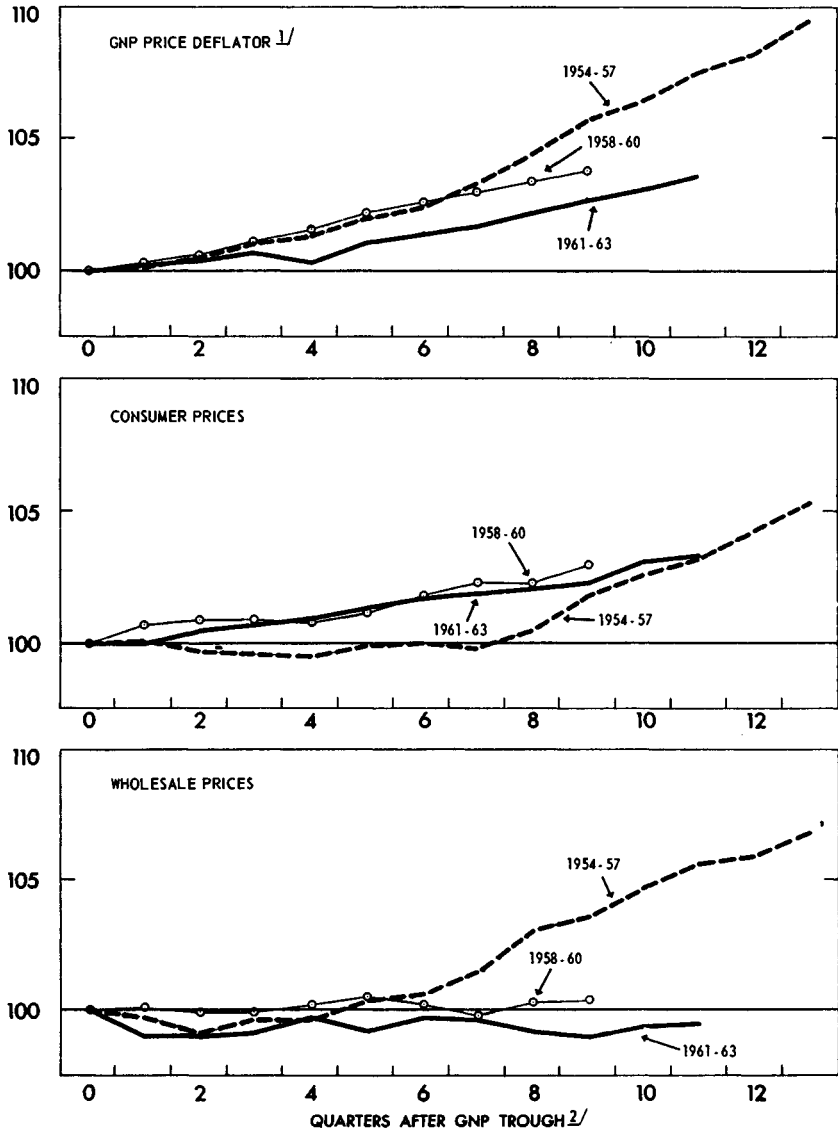 110
GNP PRICE DEFLATOR 1/
1954-57
105
1958-60
1961-63
100
0 2 4 6 8 10 12
110
CONSUMER PRICES
105
1958-60
100
1961-63
1954-57
0 2 4 6 8 10 12
110
WHOLESALE PRICES
1954-57
105
1958-60
100
1961-63
0 2 4 6 8 10 12
QUARTERS AFTER GNP TROUGH 2/